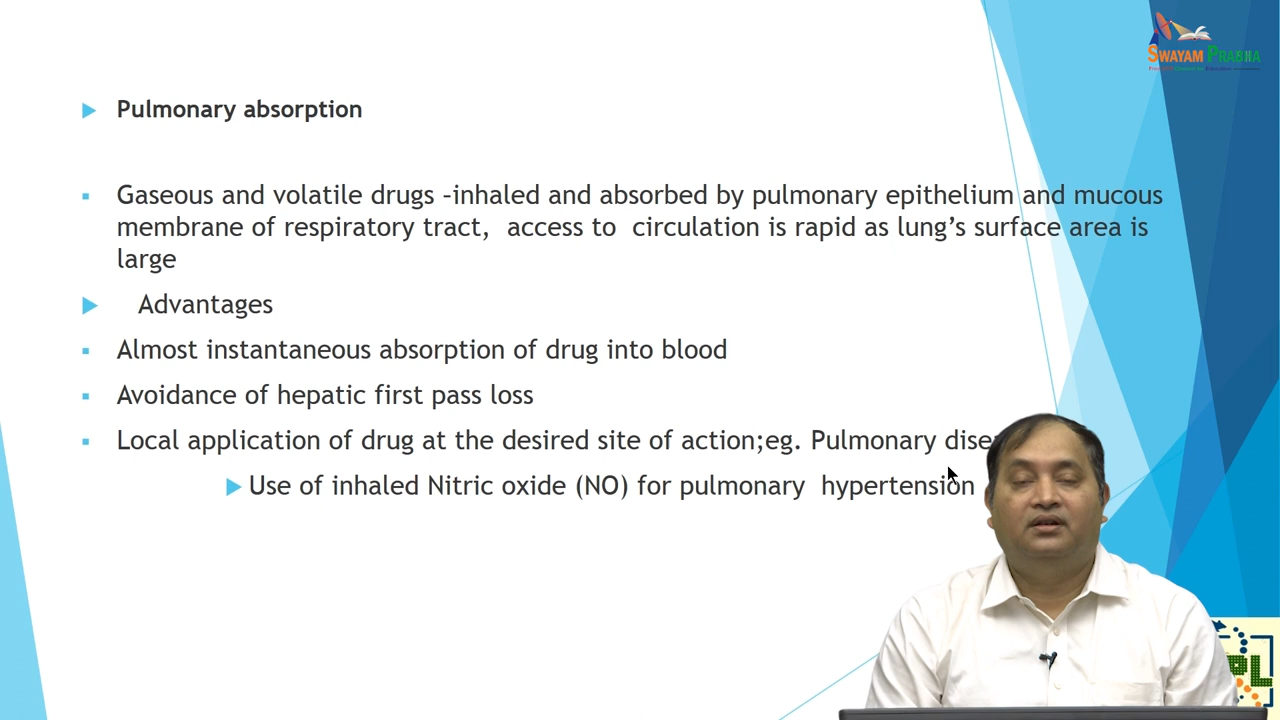 SWAYAM PRABHA
Pulmonary absorption
Gaseous and volatile drugs –inhaled and absorbed by pulmonary epithelium and mucous
membrane of respiratory tract,  access to  circulation is rapid as lung’s surface area is
large
Advantages
Almost instantaneous absorption of drug into blood
Avoidance of hepatic first pass loss
Local application of drug at the desired site of action;eg. Pulmonary
Use of inhaled Nitric oxide (NO) for pulmonary  hypertension